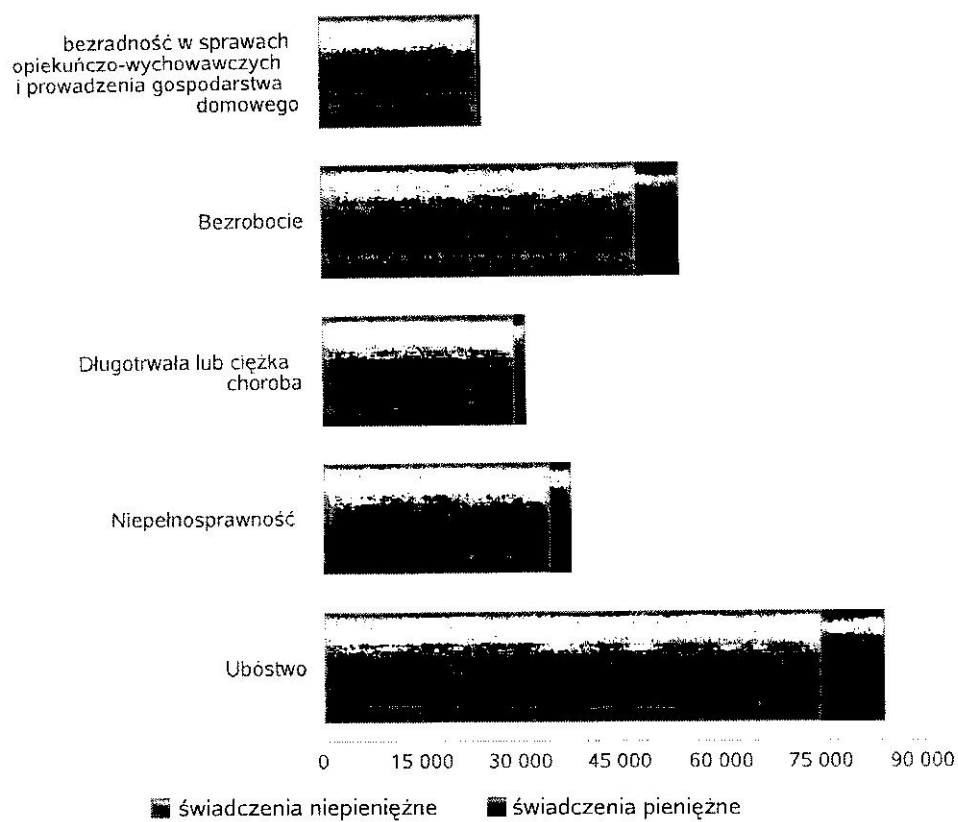 bezradność w sprawach
opiekuńczo-wychowawczych
i prowadzenia gospodarstwa
domowego
Bezrobocie
Długotrwała lub ciężka
choroba
Niepełnosprawność
Ubóstwo
0 15 000 30 000 45 000 60 000 75 000 90 000
świadczenia niepieniężne świadczenia pieniężne